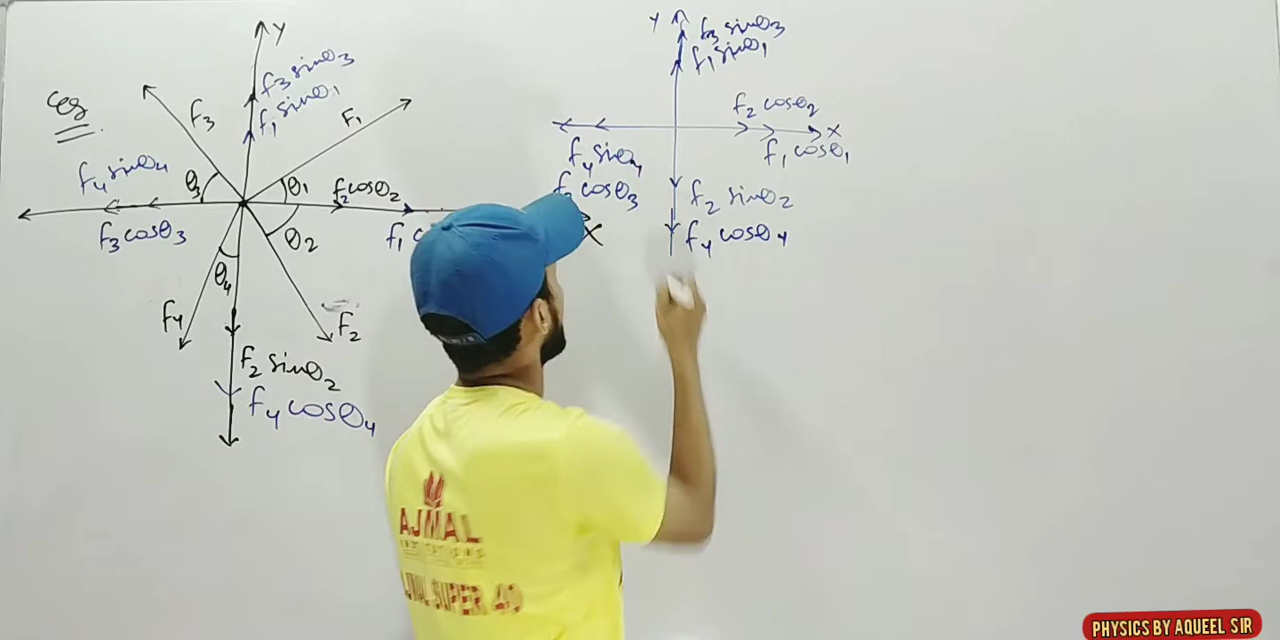 eg
Y
f3 sinθ3
f1 sinθ1
F3
F1
f4 sinθ4
θ3
θ1
f2 cosθ2
f3 cosθ3
θ2
f1 c
X
θ4
F4
F2
f2 sinθ2
f4 cosθ4
Y
f3 sinθ3
f1 sinθ1
f2 cosθ2
X
f4 sinθ4
f1 cosθ1
cosθ3
f2 sinθ2
f4 cosθ4
AJMAL
SUPER 40
PHYSICS BY AQUEEL SIR